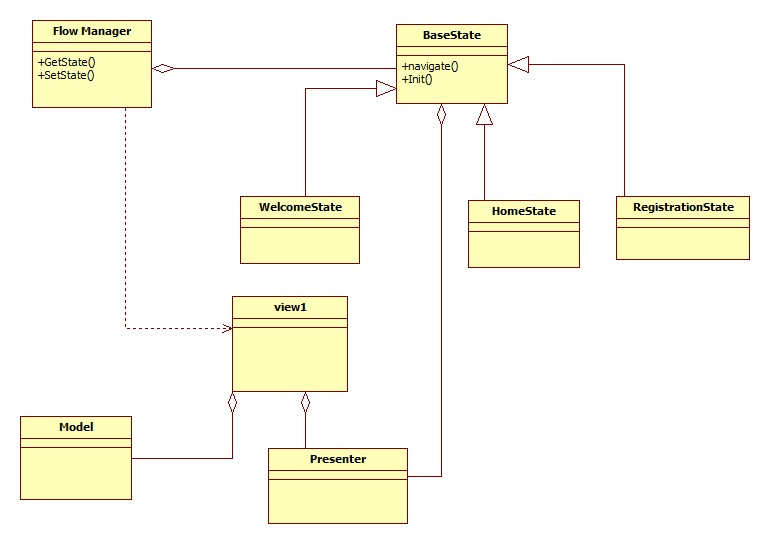 Flow Manager
+GetState()
+SetState()
BaseState
+navigate()
+Init()
WelcomeState
HomeState
RegistrationState
view1
Model
Presenter